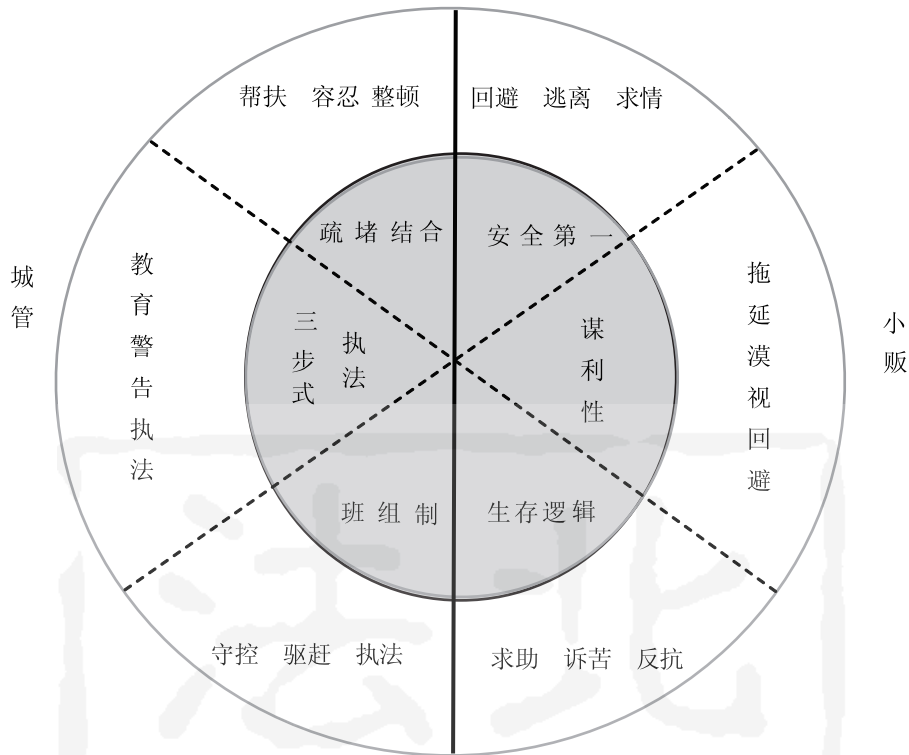 帮扶 容忍 整顿
回避 逃离 求情
疏堵结合
安全第一
城管
教育警告执法
三步式
执法
谋利性
拖延漠视回避
小贩
班组制
生存逻辑
守控 驱赶 执法
求助 诉苦 反抗
法北